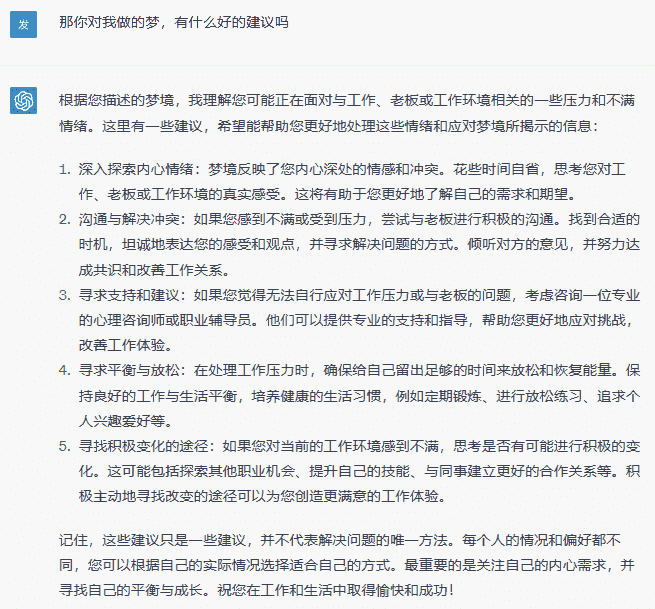 发
那你对我做的梦，有什么好的建议吗
根据您描述的梦境，我理解您可能正在面对与工作、老板或工作环境相关的一些压力和不满
情绪。这里有一些建议，希望能帮助您更好地处理这些情绪和应对梦境所揭示的信息：
1. 深入探索内心情绪：梦境反映了您内心深处的情感和冲突。花些时间自省，思考您对工
作、老板或工作环境的真实感受。这将有助于您更好地了解自己的需求和期望。
2. 沟通与解决冲突：如果您感到不满或受到压力，尝试与老板进行积极的沟通。找到合适的
时机，坦诚地表达您的感受和观点，并寻求解决问题的方式。倾听对方的意见，并努力达
成共识和改善工作关系。
3. 寻求支持和建议：如果您觉得无法自行应对工作压力或与老板的问题，考虑咨询一位专业
的心理咨询师或职业辅导员。他们可以提供专业的支持和指导，帮助您更好地应对挑战，
改善工作体验。
4. 寻求平衡与放松：在处理工作压力时，确保给自己留出足够的时间来放松和恢复能量。保
持良好的工作与生活平衡，培养健康的生活习惯，例如定期锻炼、进行放松练习、追求个
人兴趣爱好等。
5. 寻找积极变化的途径：如果您对当前的工作环境感到不满，思考是否有可能进行积极的变
化。这可能包括探索其他职业机会、提升自己的技能、与同事建立更好的合作关系等。积
极主动地寻找改变的途径可以为您创造更满意的工作体验。
记住，这些建议只是一些建议，并不代表解决问题的唯一方法。每个人的情况和偏好都不
同，您可以根据自己的实际情况选择适合自己的方式。最重要的是关注自己的内心需求，并
寻找自己的平衡与成长。祝您在工作和生活中取得愉快和成功！